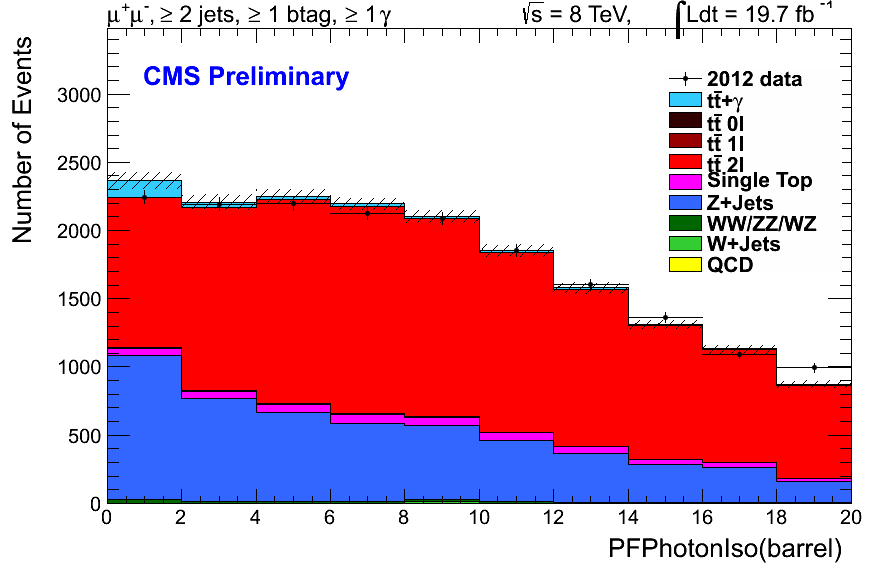 μ⁺μ⁻, ≥ 2 jets, ≥ 1 btag, ≥ 1 γ √s = 8 TeV, ∫Ldt = 19.7 fb⁻¹
CMS Preliminary
2012 data
tt̄+γ
tt̄ 0l
tt̄ 1l
tt̄ 2l
Single Top
Z+Jets
WW/ZZ/WZ
W+Jets
QCD
Number of Events
3000
2500
2000
1500
1000
500
0
0 2 4 6 8 10 12 14 16 18 20
PFPhotonIso(barrel)